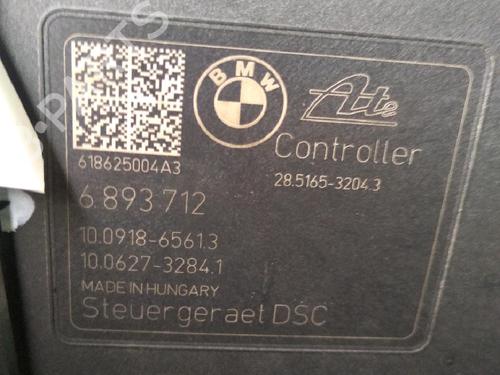 BMW
Ate
618625004A3
Controller
28.5165-3204.3
6 893 712
10.0918-6561.3
10.0627-3284.1
MADE IN HUNGARY
Steuergeraet DSC